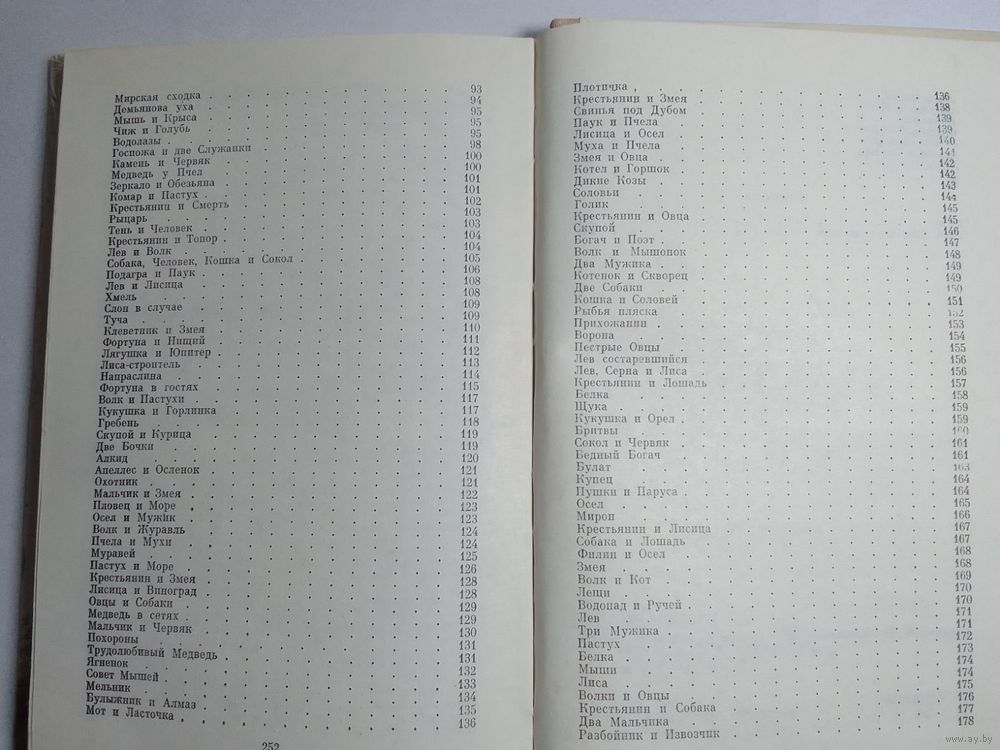 Мирская сходка . . . 93
Демьянова уха . . . 94
Мышь и Крыса . . . 95
Чиж и Голубь . . . 95
Водолазы . . . 95
Госпожа и две Служанки . . . 98
Камень и Червяк . . . 100
Медведь у Пчел . . . 100
Зеркало и Обезьяна . . . 101
Комар и Пастух . . . 101
Крестьянин и Смерть . . . 102
Рыцарь . . . 103
Тень и Человек . . . 103
Крестьянин и Топор . . . 104
Лев и Волк . . . 104
Собака, Человек, Кошка и Сокол . . . 105
Подагра и Паук . . . 106
Лев и Лисица . . . 108
Хмель . . . 108
Слон в случае . . . 109
Туча . . . 109
Клеветник и Змея . . . 110
Фортуна и Нищий . . . 111
Лягушка и Юпитер . . . 112
Лиса-строитель . . . 113
Напраслина . . . 114
Фортуна в гостях . . . 115
Волк и Пастухи . . . 117
Кукушка и Горлинка . . . 117
Гребень . . . 118
Скупой и Курица . . . 119
Две Бочки . . . 119
Алкид . . . 120
Апеллес и Осленок . . . 121
Охотник . . . 121
Мальчик и Змея . . . 122
Пловец и Море . . . 123
Осел и Мужик . . . 123
Волк и Журавль . . . 124
Пчела и Мухи . . . 124
Муравей . . . 125
Пастух и Море . . . 126
Крестьянин и Змея . . . 128
Лисица и Виноград . . . 128
Овцы и Собаки . . . 129
Медведь в сетях . . . 129
Мальчик и Червяк . . . 130
Похороны . . . 131
Трудолюбивый Медведь . . . 131
Ягненок . . . 132
Совет Мышей . . . 133
Мельник . . . 134
Булыжник и Алмаз . . . 135
Мот и Ласточка . . . 136
252
Плотичка . . . 136
Крестьянин и Змея . . . 138
Свинья под Дубом . . . 139
Паук и Пчела . . . 139
Лисица и Осел . . . 140
Муха и Пчела . . . 141
Змея и Овца . . . 142
Котел и Горшок . . . 142
Дикие Козы . . . 143
Соловьи . . . 144
Голик . . . 145
Крестьянин и Овца . . . 145
Скупой . . . 146
Богач и Поэт . . . 147
Волк и Мышонок . . . 148
Два Мужика . . . 149
Котенок и Скворец . . . 149
Две Собаки . . . 150
Кошка и Соловей . . . 151
Рыбья пляска . . . 152
Прихожанин . . . 153
Ворона . . . 154
Пестрые Овцы . . . 155
Лев состаревшийся . . . 156
Лев, Серна и Лиса . . . 156
Крестьянин и Лошадь . . . 157
Белка . . . 158
Щука . . . 159
Кукушка и Орел . . . 159
Бритвы . . . 160
Сокол и Червяк . . . 161
Бедный Богач . . . 161
Булат . . . 163
Купец . . . 164
Пушки и Паруса . . . 164
Осел . . . 165
Мирон . . . 166
Крестьянин и Лисица . . . 167
Собака и Лошадь . . . 167
Филин и Осел . . . 168
Змея . . . 168
Волк и Кот . . . 169
Лещи . . . 170
Водопад и Ручей . . . 170
Лев . . . 171
Три Мужика . . . 171
Пастух . . . 172
Белка . . . 173
Мыши . . . 174
Лиса . . . 174
Волки и Овцы . . . 175
Крестьянин и Собака . . . 176
Два Мальчика . . . 177
Разбойник и Извозчик . . . 178
www.ay.by